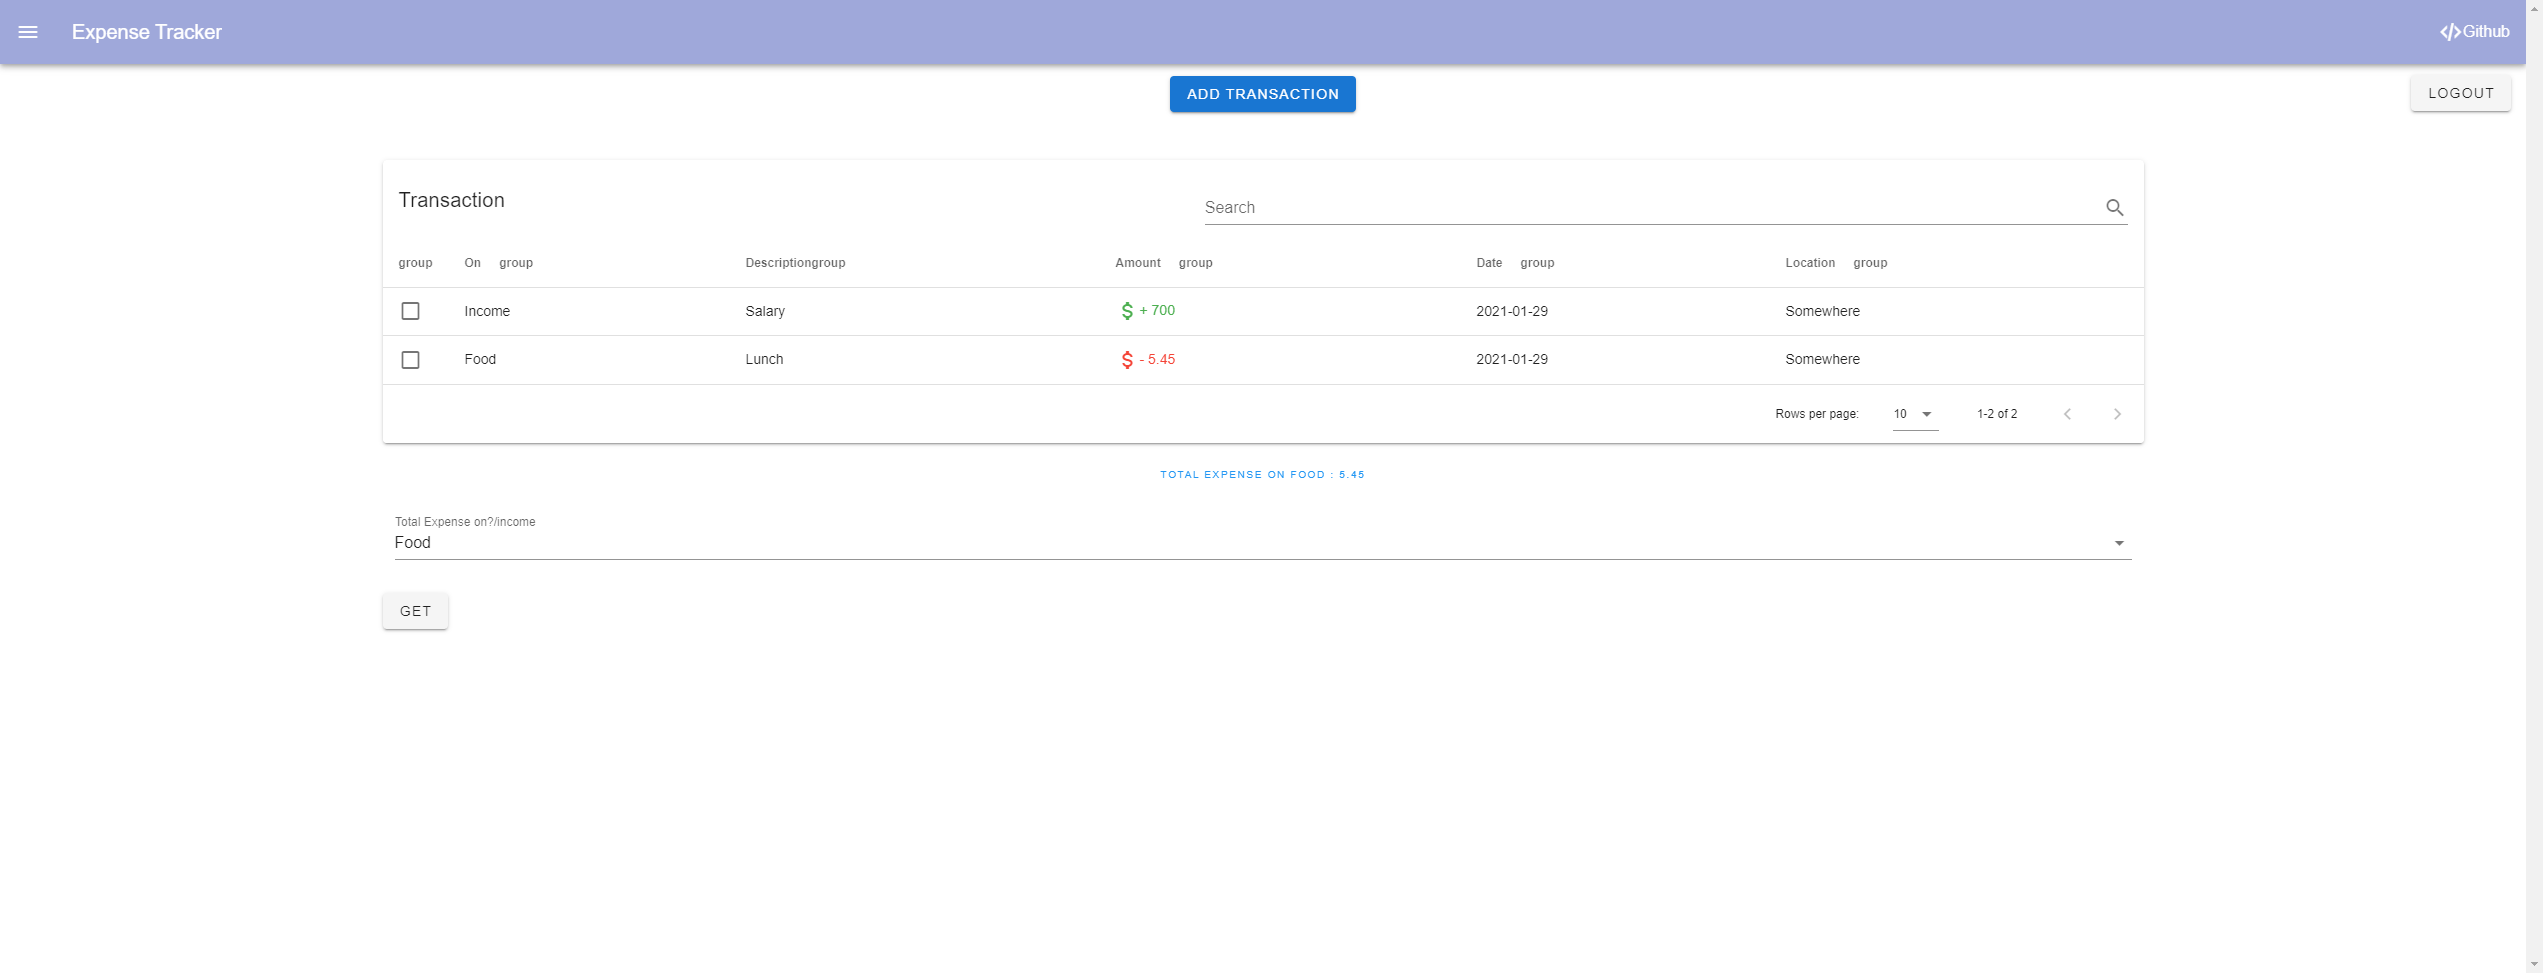 Expense Tracker </>Github
ADD TRANSACTION LOGOUT
Transaction Search
group On group Descriptiongroup Amount group Date group Location group
Income Salary $ + 700 2021-01-29 Somewhere
Food Lunch $ - 5.45 2021-01-29 Somewhere
Rows per page: 10 1-2 of 2
TOTAL EXPENSE ON FOOD : 5.45
Total Expense on?/income
Food
GET